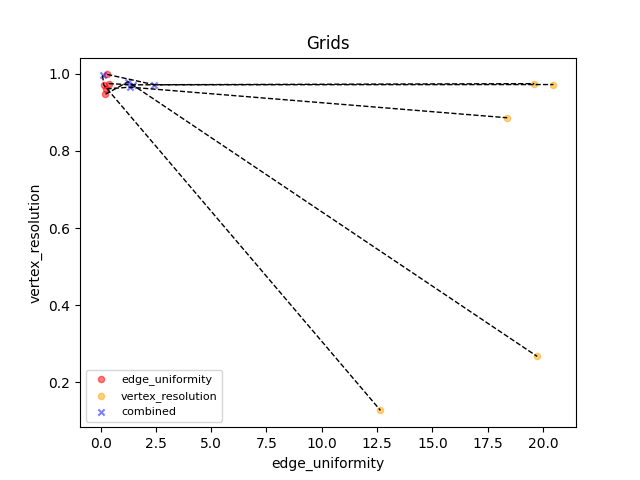 Grids
vertex_resolution
1.0
0.8
0.6
0.4
0.2
edge_uniformity
vertex_resolution
combined
0.0 2.5 5.0 7.5 10.0 12.5 15.0 17.5 20.0
edge_uniformity